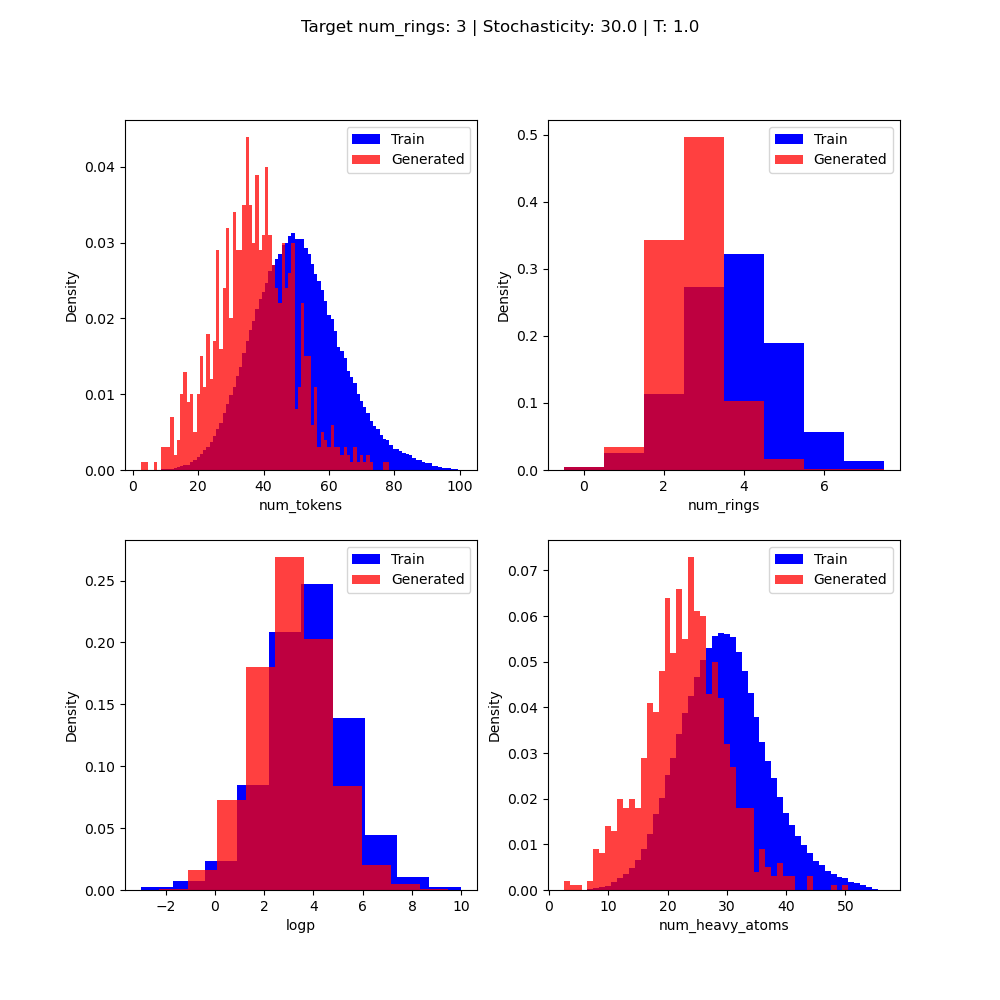 Target num_rings: 3 | Stochasticity: 30.0 | T: 1.0
Train
Generated
0.04
0.03
0.02
0.01
0.00
Density
0 20 40 60 80 100
num_tokens
Train
Generated
0.5
0.4
0.3
0.2
0.1
0.0
Density
0 2 4 6
num_rings
Train
Generated
0.25
0.20
0.15
0.10
0.05
0.00
Density
−2 0 2 4 6 8 10
logp
Train
Generated
0.07
0.06
0.05
0.04
0.03
0.02
0.01
0.00
Density
0 10 20 30 40 50
num_heavy_atoms